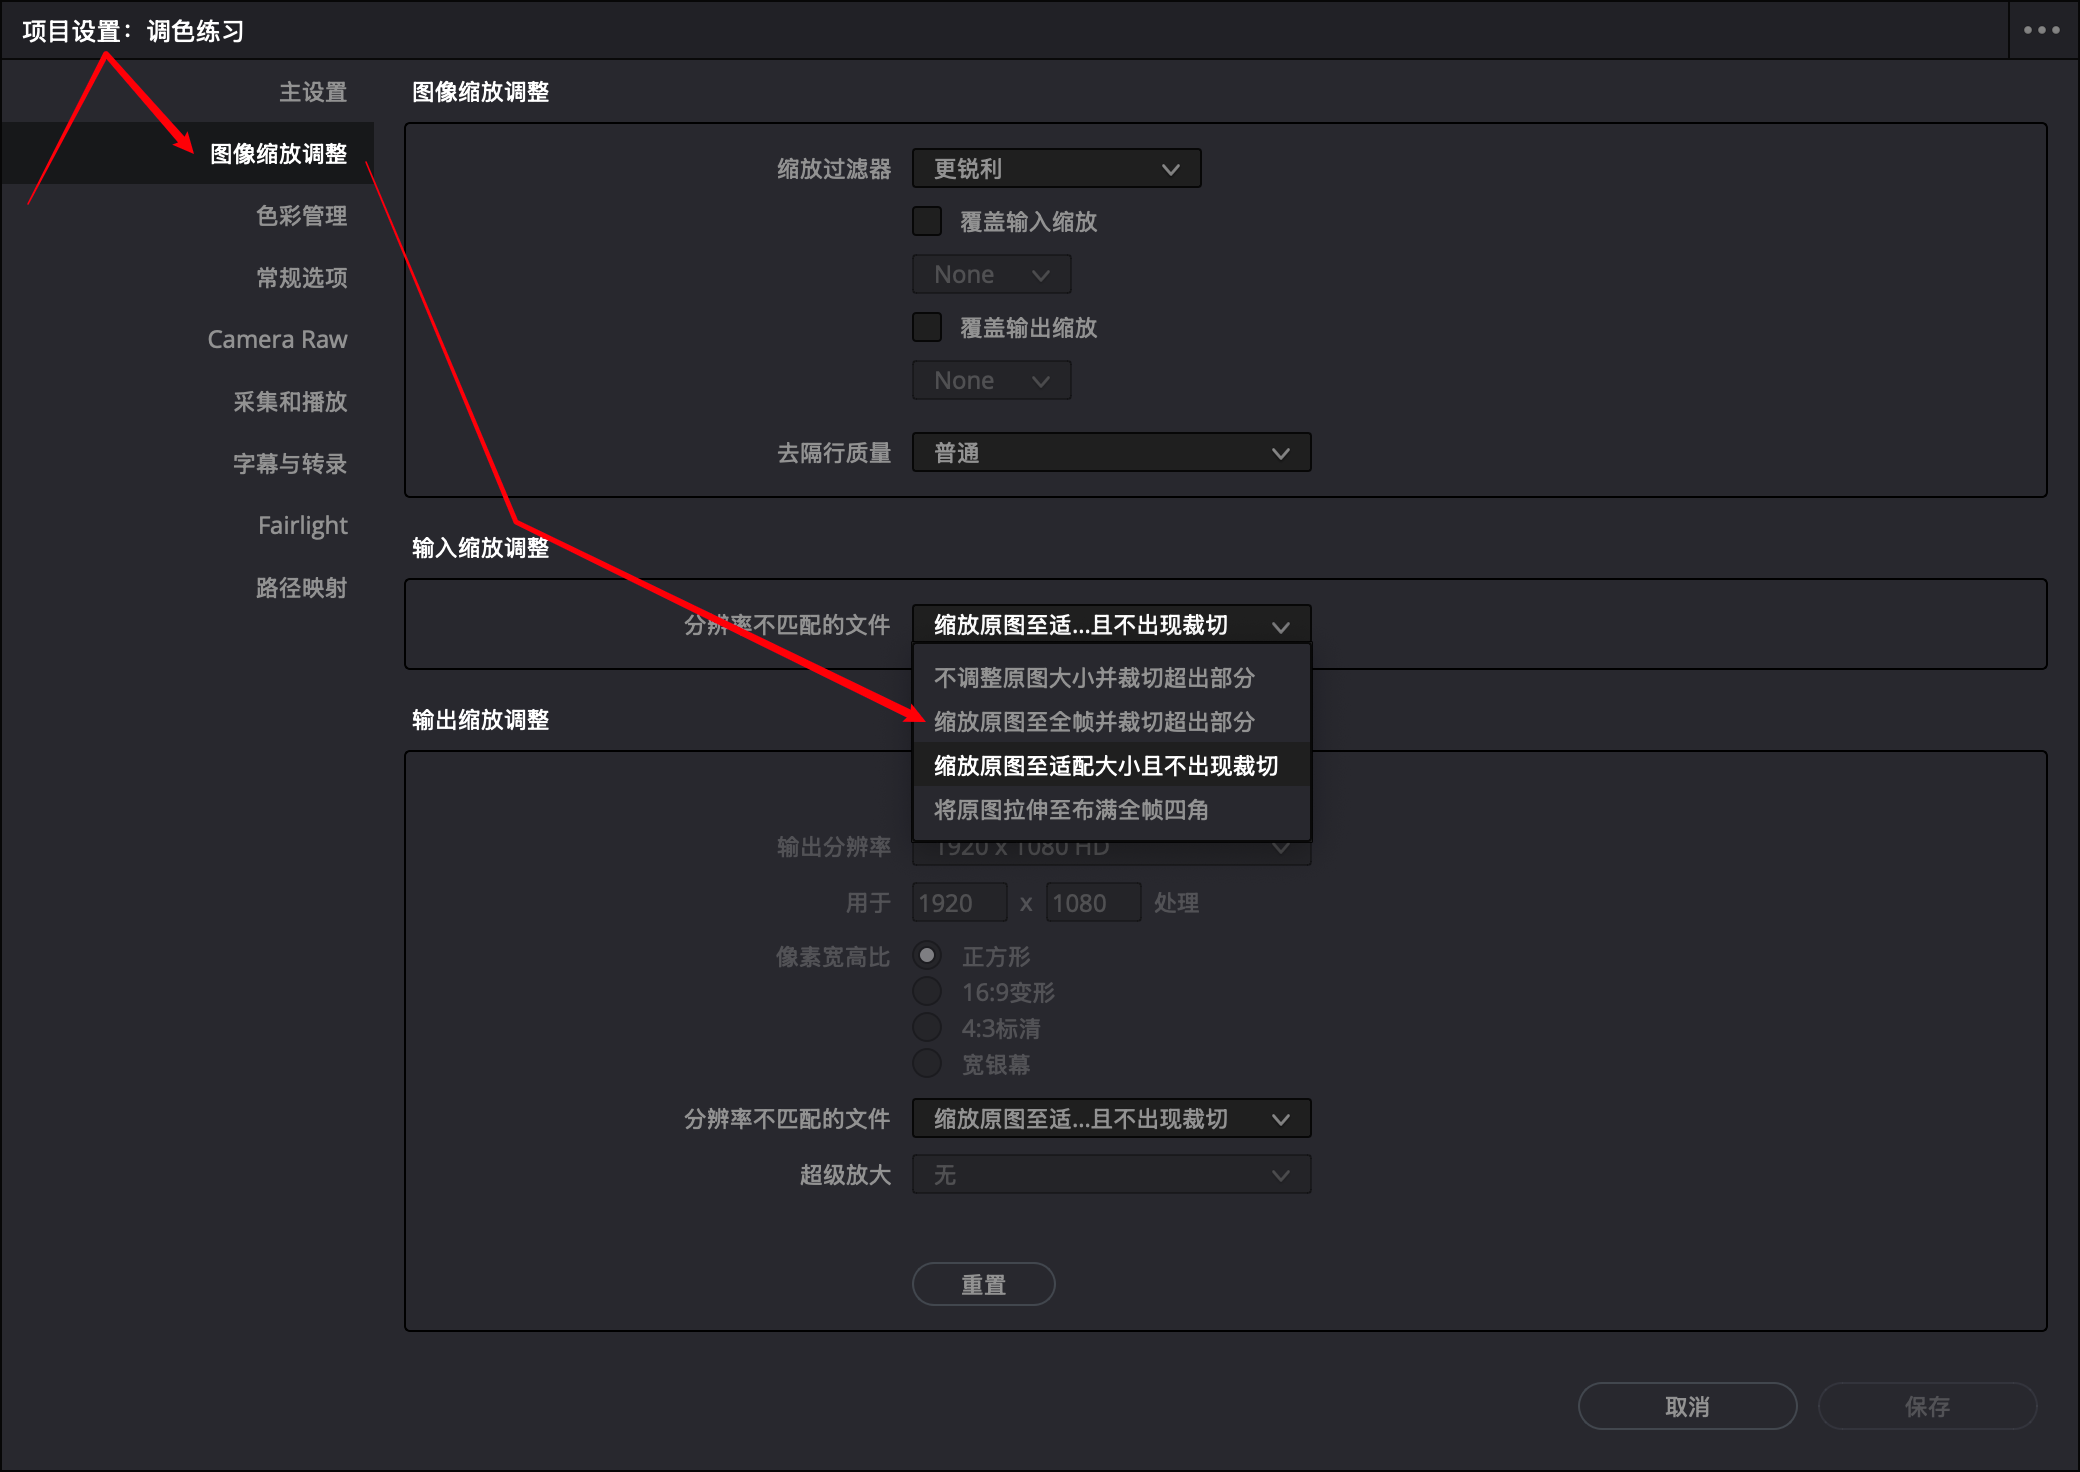 项目设置：调色练习
主设置
图像缩放调整
色彩管理
常规选项
Camera Raw
采集和播放
字幕与转录
Fairlight
路径映射
图像缩放调整
缩放过滤器 更锐利
覆盖输入缩放
None
覆盖输出缩放
None
去隔行质量 普通
输入缩放调整
分辨率不匹配的文件 缩放原图至适...且不出现裁切
不调整原图大小并裁切超出部分
缩放原图至全帧并裁切超出部分
缩放原图至适配大小且不出现裁切
将原图拉伸至布满全帧四角
输出缩放调整
输出分辨率 1920 x 1080 HD
用于 1920 x 1080 处理
像素宽高比 正方形
16:9变形
4:3标清
宽银幕
分辨率不匹配的文件 缩放原图至适...且不出现裁切
超级放大 无
重置
取消 保存